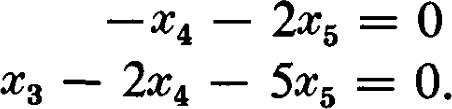 −x₄ − 2x₅ = 0
x₃ − 2x₄ − 5x₅ = 0.